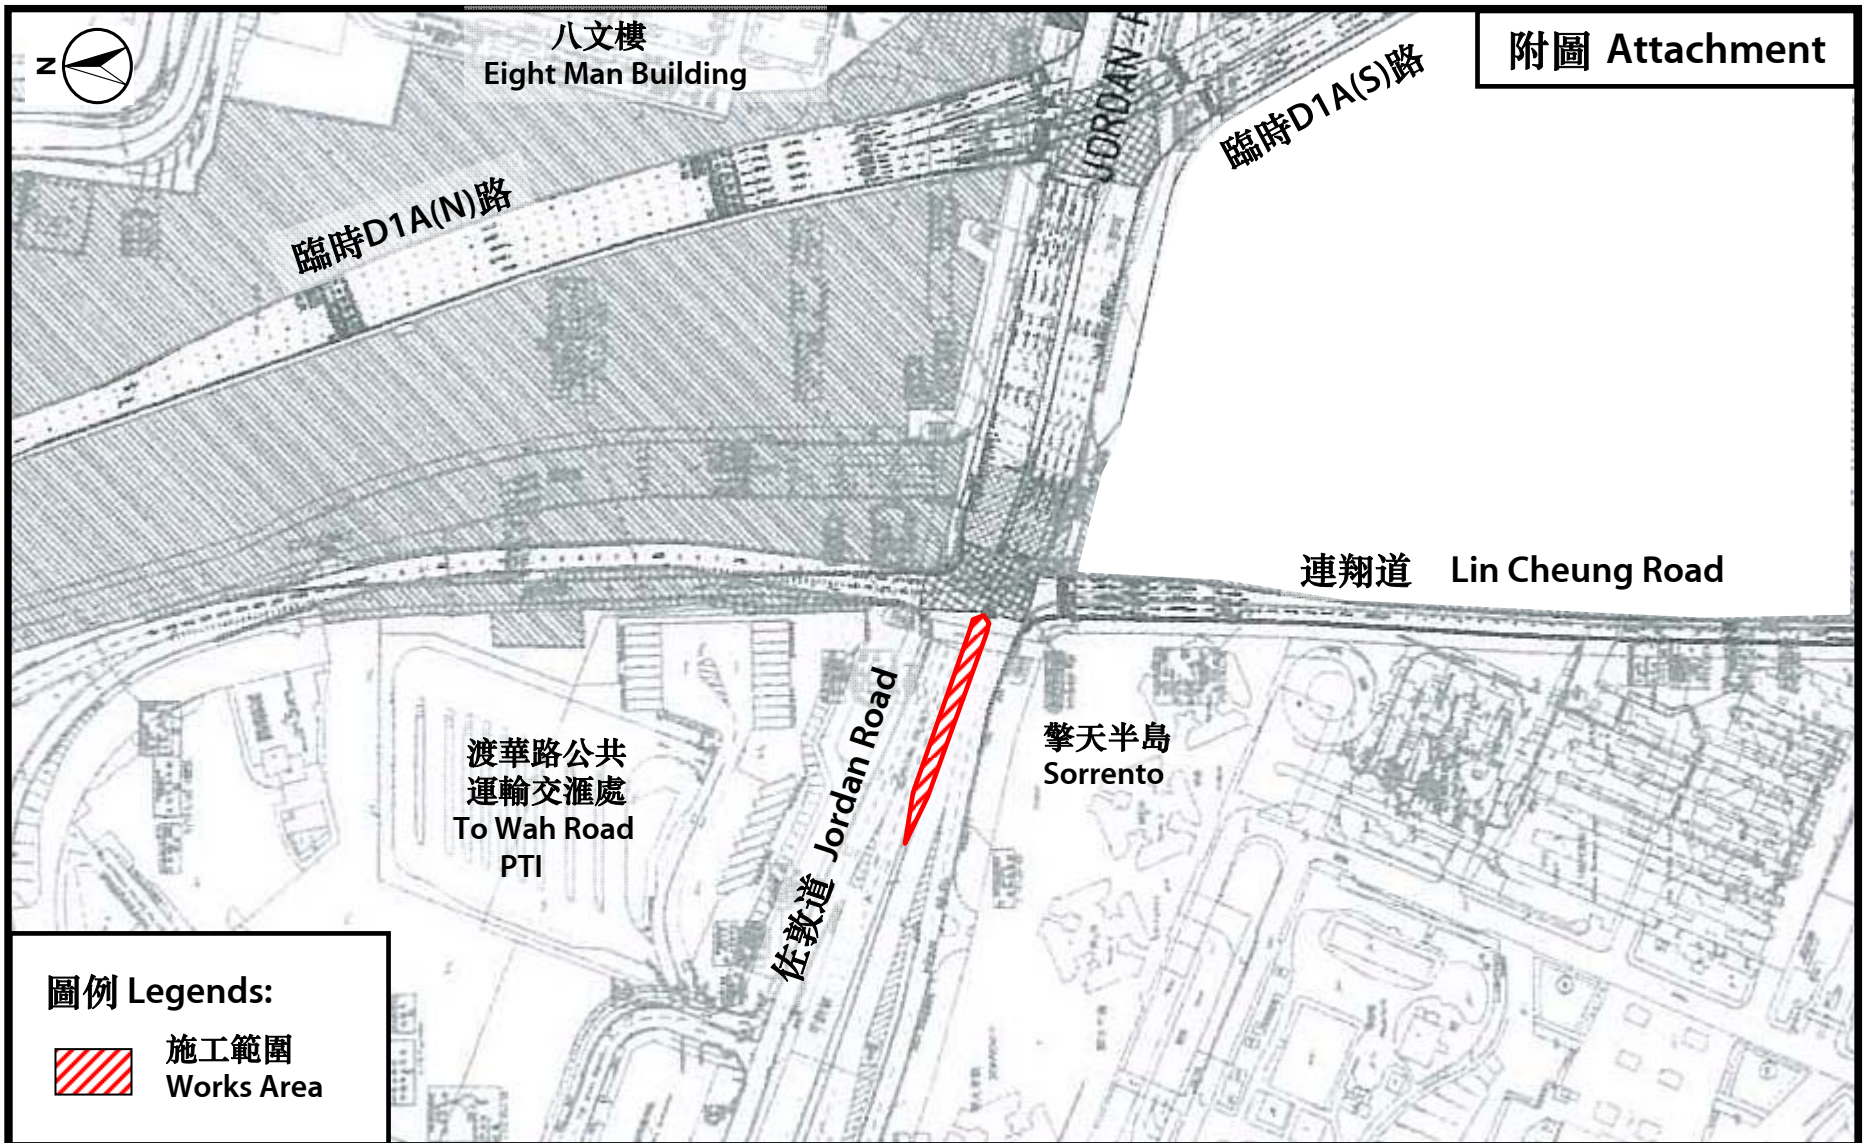 N
八文樓
Eight Man Building
附圖 Attachment
JORDAN
臨時D1A(S)路
臨時D1A(N)路
連翔道 Lin Cheung Road
佐敦道 Jordan Road
擎天半島
Sorrento
渡華路公共
運輸交滙處
To Wah Road
PTI
圖例 Legends:
施工範圍
Works Area